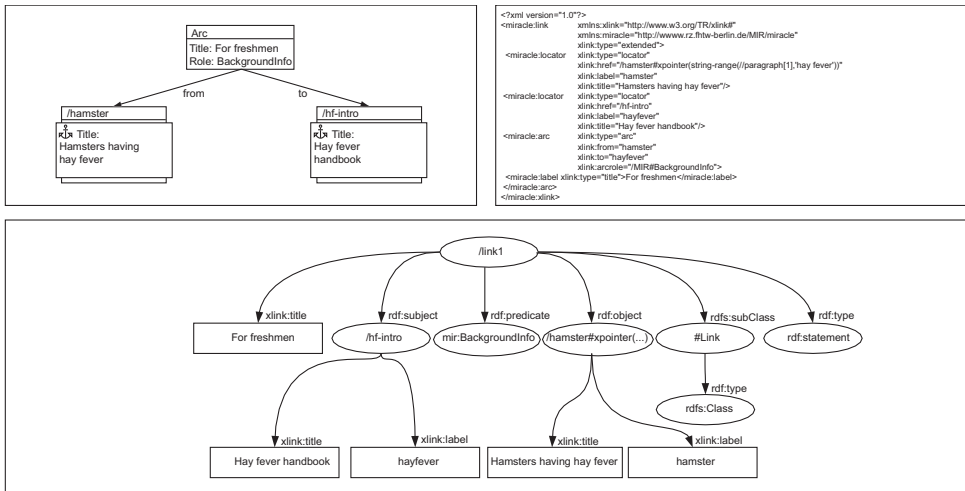 Arc
Title: For freshmen
Role: BackgroundInfo
from
to
/hamster
Title:
Hamsters having
hay fever
/hf-intro
Title:
Hay fever
handbook
<?xml version="1.0"?>
<miracle:link xmlns:xlink="http://www.w3.org/TR/xlink#"
xmlns:miracle="http://wwww.rz.fhtw-berlin.de/MIR/miracle"
xlink:type="extended">
<miracle:locator xlink:type="locator"
xlink:href="/hamster#xpointer(string-range(//paragraph[1],'hay fever'))"
xlink:label="hamster"
xlink:title="Hamsters having hay fever"/>
<miracle:locator xlink:type="locator"
xlink:href="/hf-intro"
xlink:label="hayfever"
xlink:title="Hay fever handbook"/>
<miracle:arc xlink:type="arc"
xlink:from="hamster"
xlink:to="hayfever"
xlink:arcrole="/MIR#BackgroundInfo">
<miracle:label xlink:type="title">For freshmen</miracle:label>
</miracle:arc>
</miracle:xlink>
/link1
xlink:title rdf:subject rdf:predicate rdf:object rdfs:subClass rdf:type
For freshmen /hf-intro mir:BackgroundInfo /hamster#xpointer(...) #Link rdf:statement
rdf:type
rdfs:Class
xlink:title xlink:label xlink:title xlink:label
Hay fever handbook hayfever Hamsters having hay fever hamster